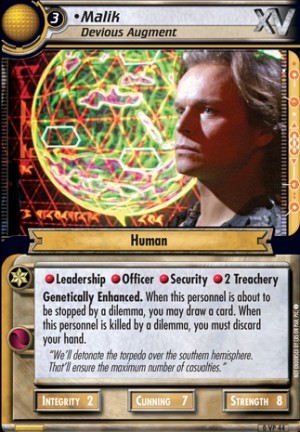 3
•Malik
Devious Augment
XV
Human
Leadership Officer Security 2 Treachery
Genetically Enhanced. When this personnel is about to
be stopped by a dilemma, you may draw a card. When
this personnel is killed by a dilemma, you must discard
your hand.
"We'll detonate the torpedo over the southern hemisphere.
That'll ensure the maximum number of casualties."
INTEGRITY 2 CUNNING 7 STRENGTH 8
0 VP 44